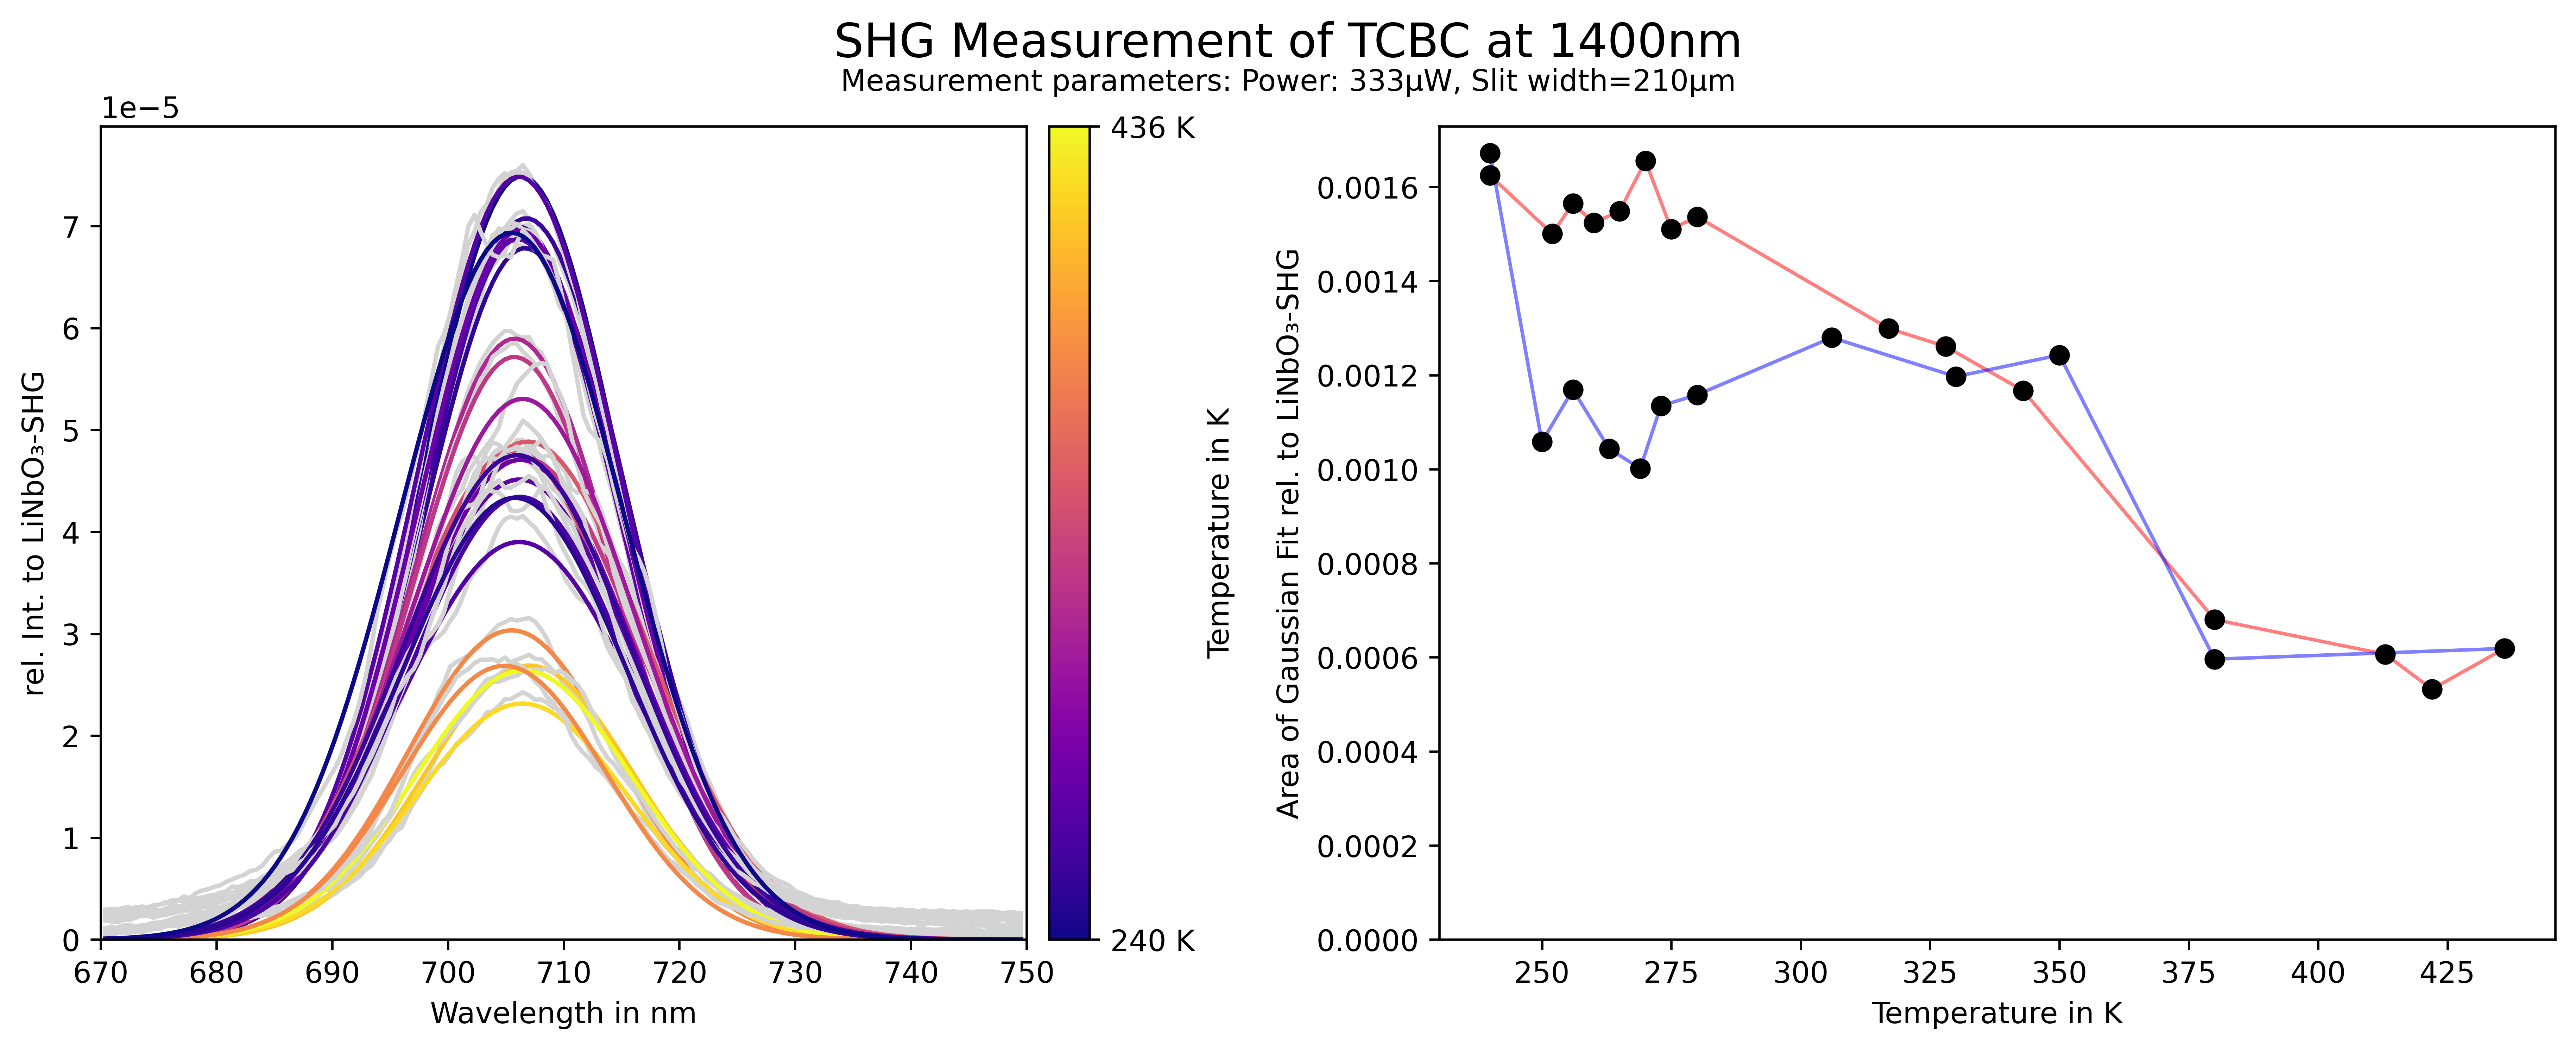 SHG Measurement of TCBC at 1400nm
Measurement parameters: Power: 333μW, Slit width=210μm
1e−5
rel. Int. to LiNbO₃-SHG
7
6
5
4
3
2
1
0
670 680 690 700 710 720 730 740 750
Wavelength in nm
436 K
240 K
Temperature in K
Area of Gaussian Fit rel. to LiNbO₃-SHG
0.0016
0.0014
0.0012
0.0010
0.0008
0.0006
0.0004
0.0002
0.0000
250 275 300 325 350 375 400 425
Temperature in K